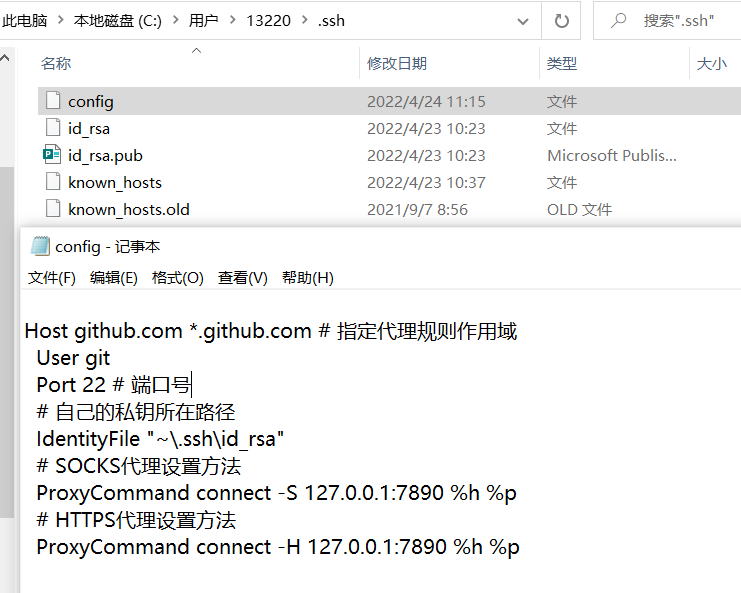 此电脑 > 本地磁盘 (C:) > 用户 > 13220 > .ssh 搜索".ssh"
名称 修改日期 类型 大小
config 2022/4/24 11:15 文件
id_rsa 2022/4/23 10:23 文件
id_rsa.pub 2022/4/23 10:23 Microsoft Publis...
known_hosts 2022/4/23 10:37 文件
known_hosts.old 2021/9/7 8:56 OLD 文件
config - 记事本
文件(F) 编辑(E) 格式(O) 查看(V) 帮助(H)
Host github.com *.github.com # 指定代理规则作用域
User git
Port 22 # 端口号
# 自己的私钥所在路径
IdentityFile "~\.ssh\id_rsa"
# SOCKS代理设置方法
ProxyCommand connect -S 127.0.0.1:7890 %h %p
# HTTPS代理设置方法
ProxyCommand connect -H 127.0.0.1:7890 %h %p